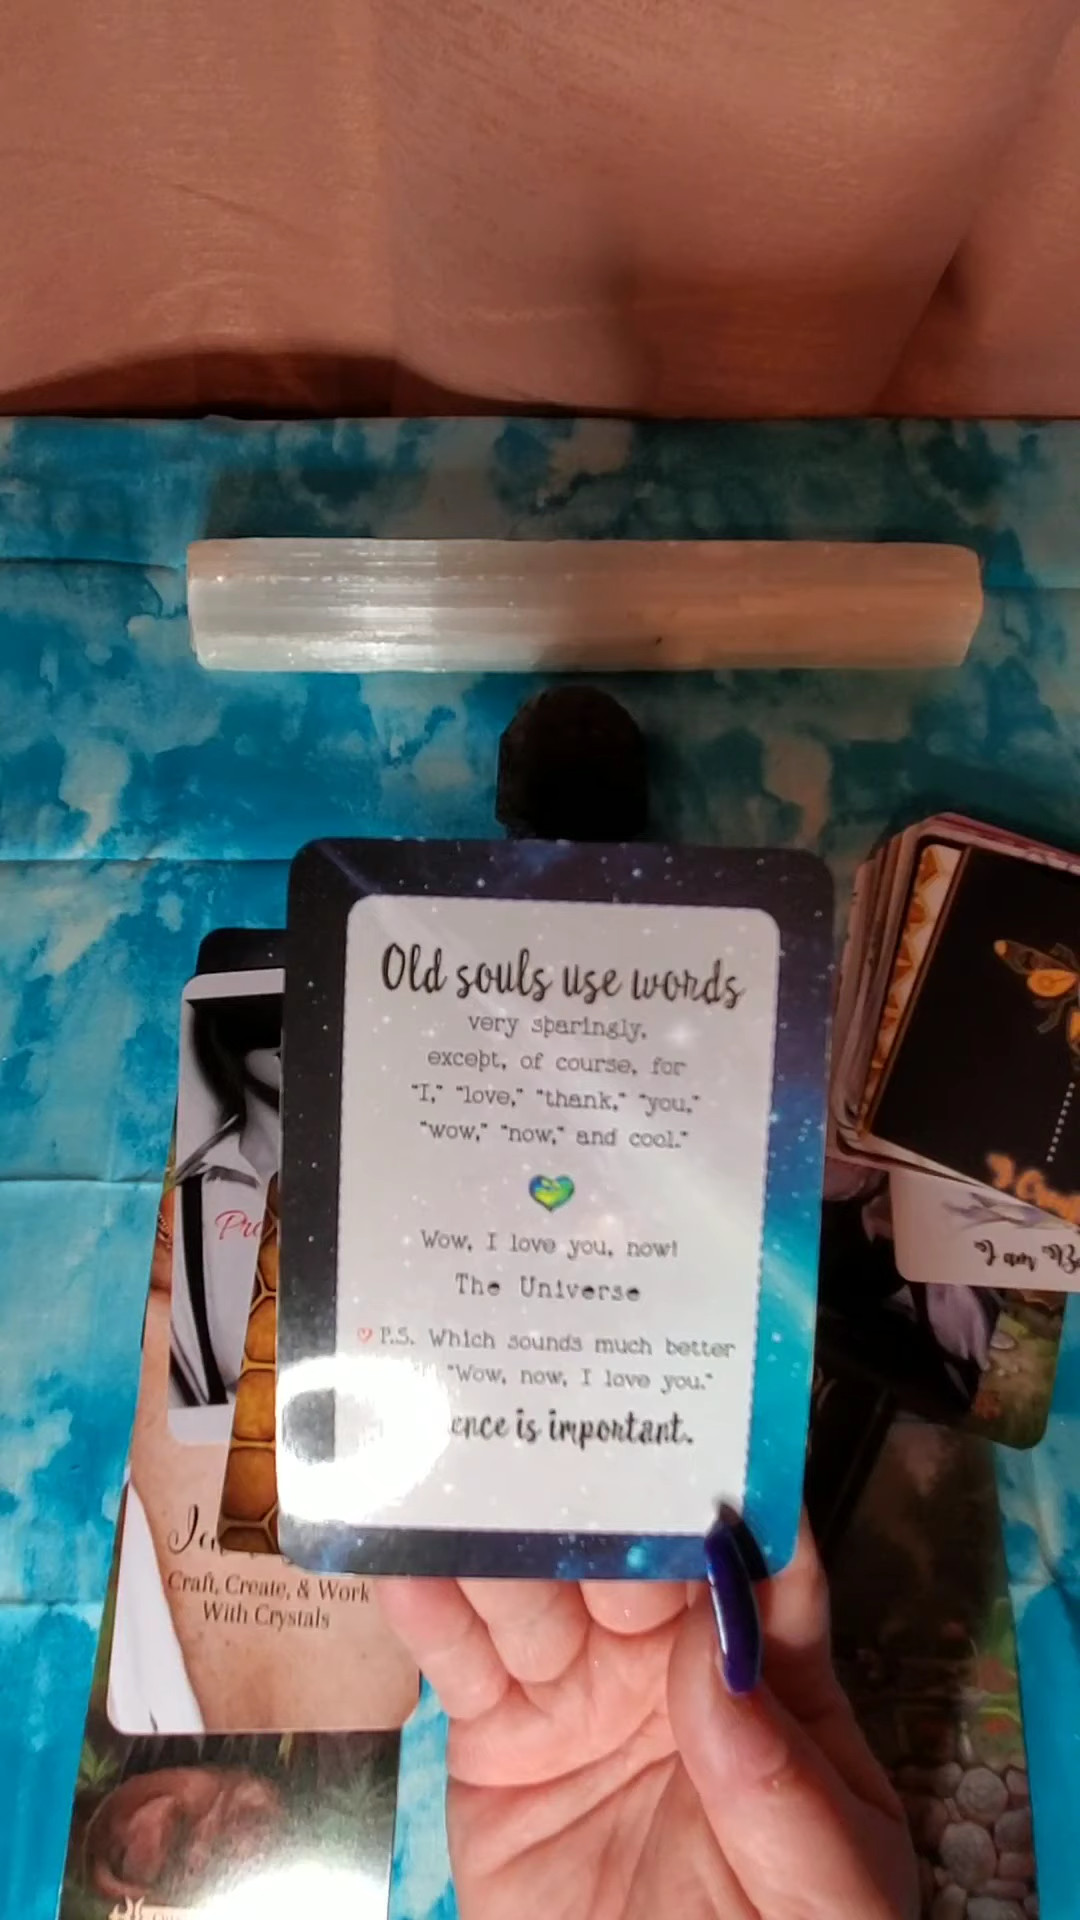 Old souls use words
very sparingly,
except, of course, for
"I," "love," "thank," "you,"
"wow," "now," and cool."
Wow, I love you, now!
The Universe
P.S. Which sounds much better
"Wow, now, I love you."
ence is important.
Craft, Create, & Work
With Crystals
I am